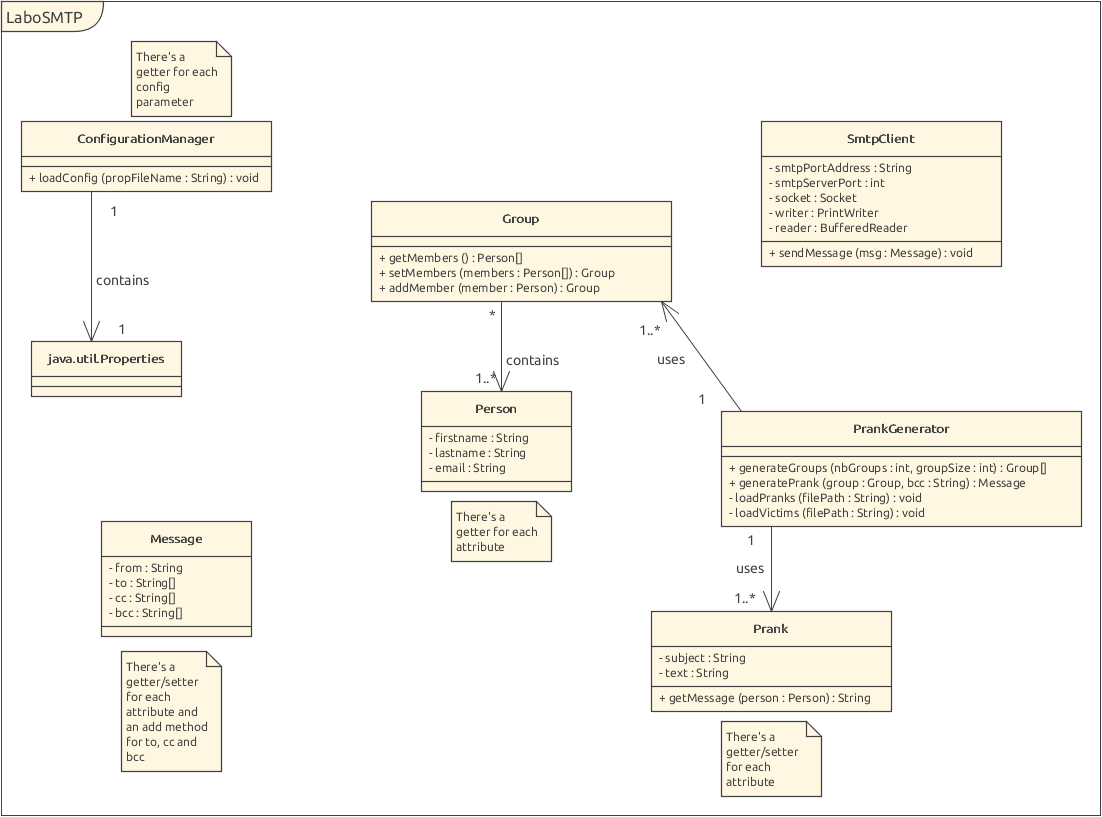 LaboSMTP
There's a
getter for each
config
parameter
ConfigurationManager
+ loadConfig (propFileName : String) : void
1
contains
1
java.util.Properties
Group
+ getMembers () : Person[]
+ setMembers (members : Person[]) : Group
+ addMember (member : Person) : Group
*
contains
1..*
Person
- firstname : String
- lastname : String
- email : String
There's a
getter for each
attribute
SmtpClient
- smtpPortAddress : String
- smtpServerPort : int
- socket : Socket
- writer : PrintWriter
- reader : BufferedReader
+ sendMessage (msg : Message) : void
1..*
uses
1
PrankGenerator
+ generateGroups (nbGroups : int, groupSize : int) : Group[]
+ generatePrank (group : Group, bcc : String) : Message
- loadPranks (filePath : String) : void
- loadVictims (filePath : String) : void
1
uses
1..*
Prank
- subject : String
- text : String
+ getMessage (person : Person) : String
There's a
getter/setter
for each
attribute
Message
- from : String
- to : String[]
- cc : String[]
- bcc : String[]
There's a
getter/setter
for each
attribute and
an add method
for to, cc and
bcc